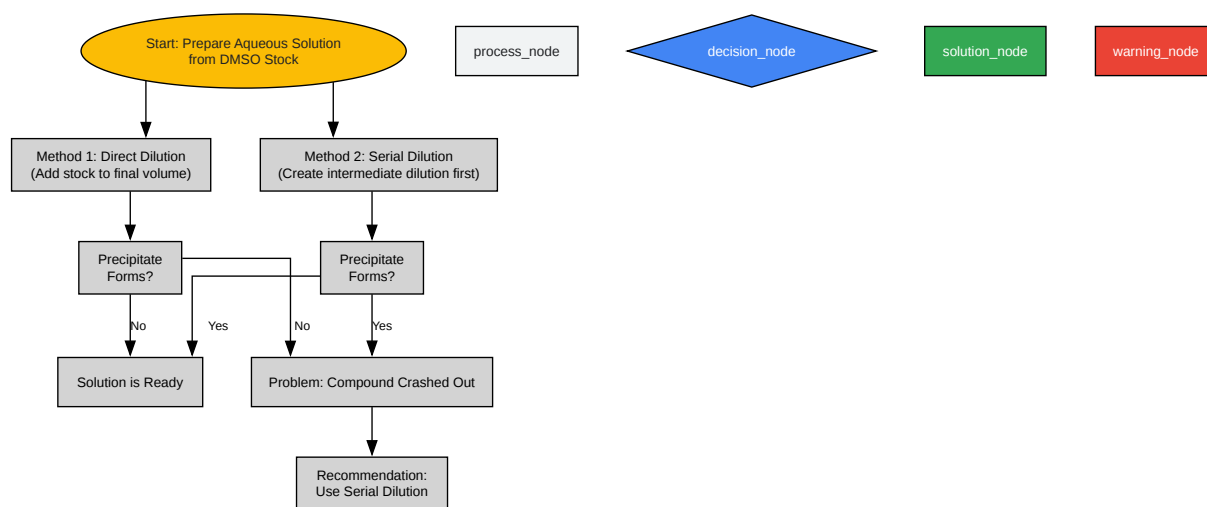 Start: Prepare Aqueous Solution
from DMSO Stock
process_node
decision_node
solution_node
warning_node
Method 1: Direct Dilution
(Add stock to final volume)
Method 2: Serial Dilution
(Create intermediate dilution first)
Precipitate
Forms?
Precipitate
Forms?
No
Yes
No
Yes
Solution is Ready
Problem: Compound Crashed Out
Recommendation:
Use Serial Dilution